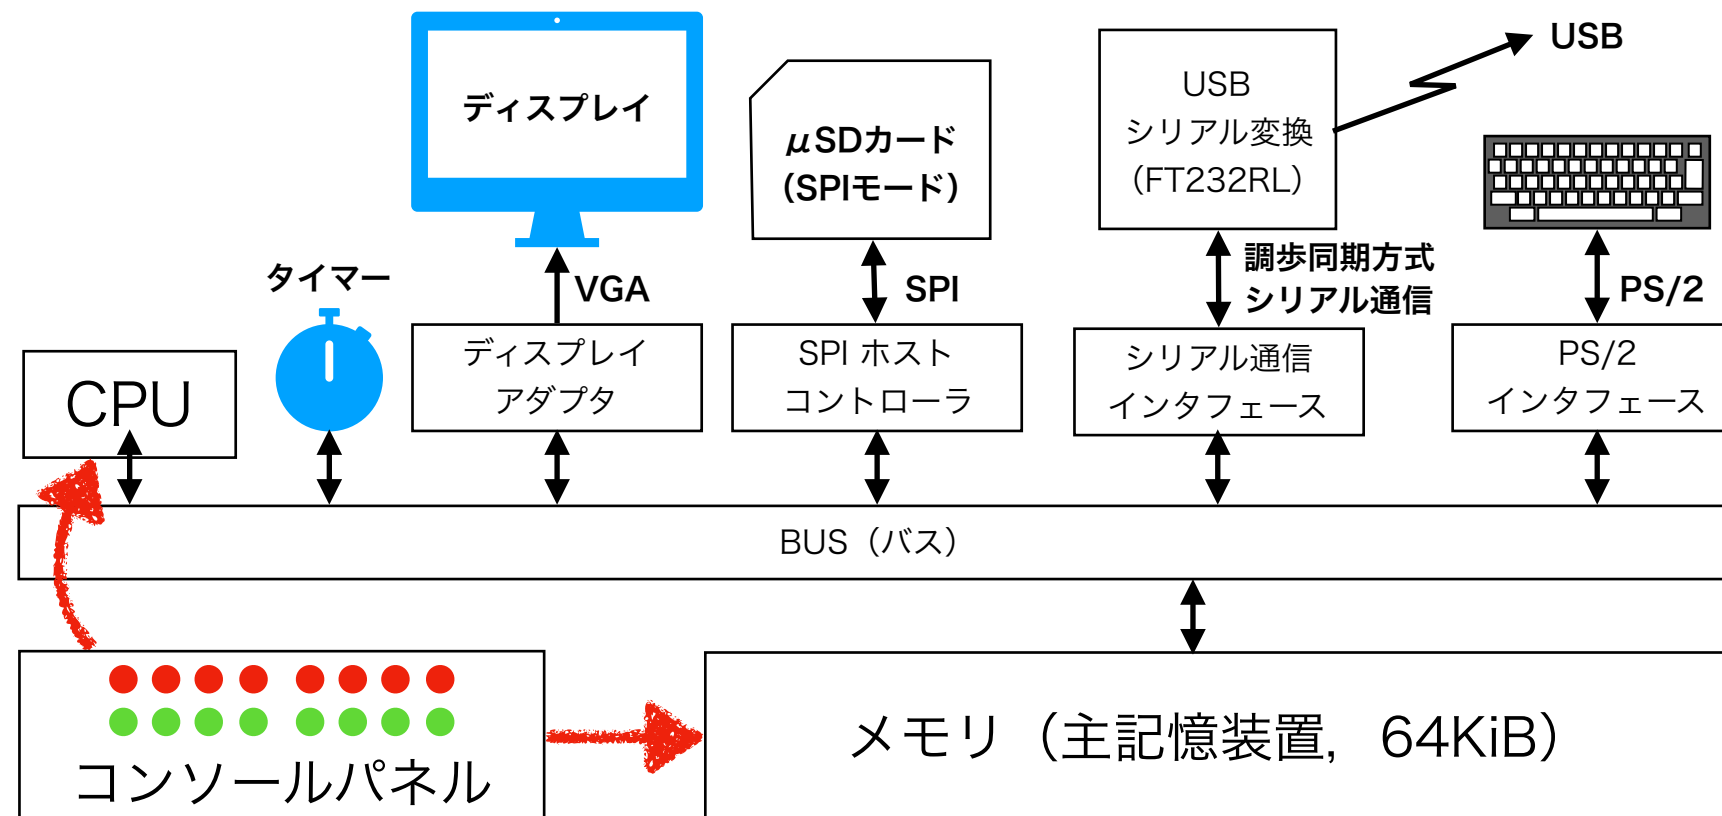 USB
ディスプレイ
USB
シリアル変換
（FT232RL）
μSDカード
（SPIモード）
タイマー
VGA
SPI
調歩同期方式
シリアル通信
PS/2
CPU
ディスプレイ
アダプタ
SPI ホスト
コントローラ
シリアル通信
インタフェース
PS/2
インタフェース
BUS（バス）
コンソールパネル
メモリ（主記憶装置，64KiB）